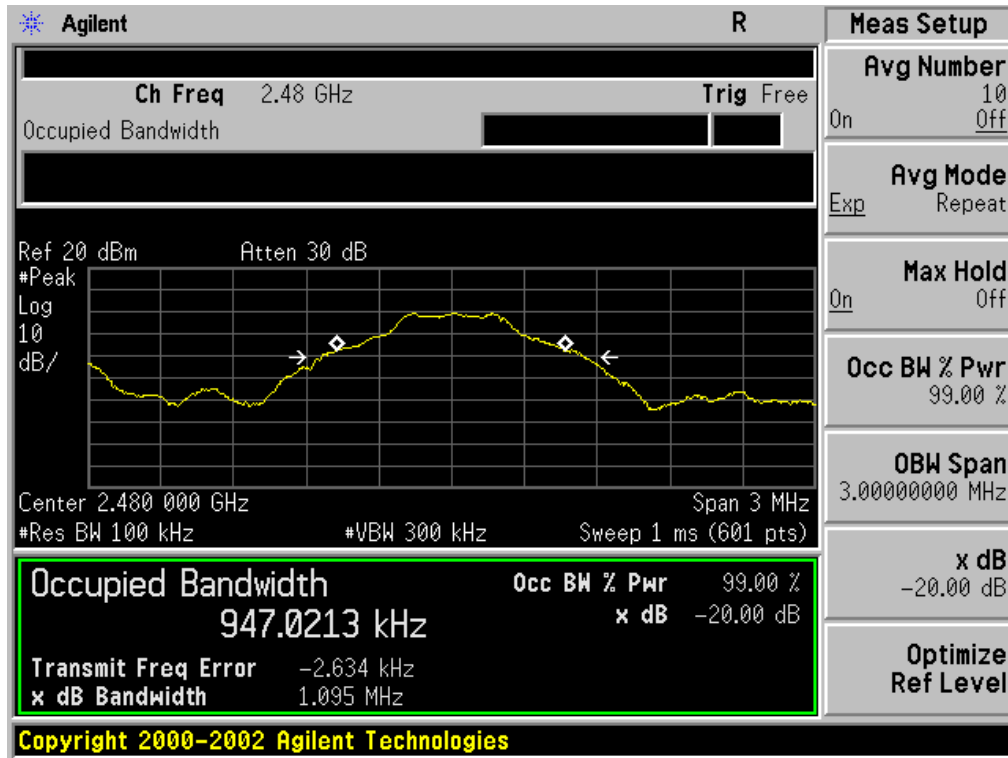 Agilent R
Ch Freq 2.48 GHz Trig Free
Occupied Bandwidth
Ref 20 dBm Atten 30 dB
#Peak
Log
10
dB/
Center 2.480 000 GHz Span 3 MHz
#Res BW 100 kHz #VBW 300 kHz Sweep 1 ms (601 pts)
Occupied Bandwidth Occ BW % Pwr 99.00 %
947.0213 kHz x dB -20.00 dB
Transmit Freq Error -2.634 kHz
x dB Bandwidth 1.095 MHz
Copyright 2000-2002 Agilent Technologies
Meas Setup
Avg Number
10
On Off
Avg Mode
Exp Repeat
Max Hold
On Off
Occ BW % Pwr
99.00 %
OBW Span
3.00000000 MHz
x dB
-20.00 dB
Optimize
Ref Level